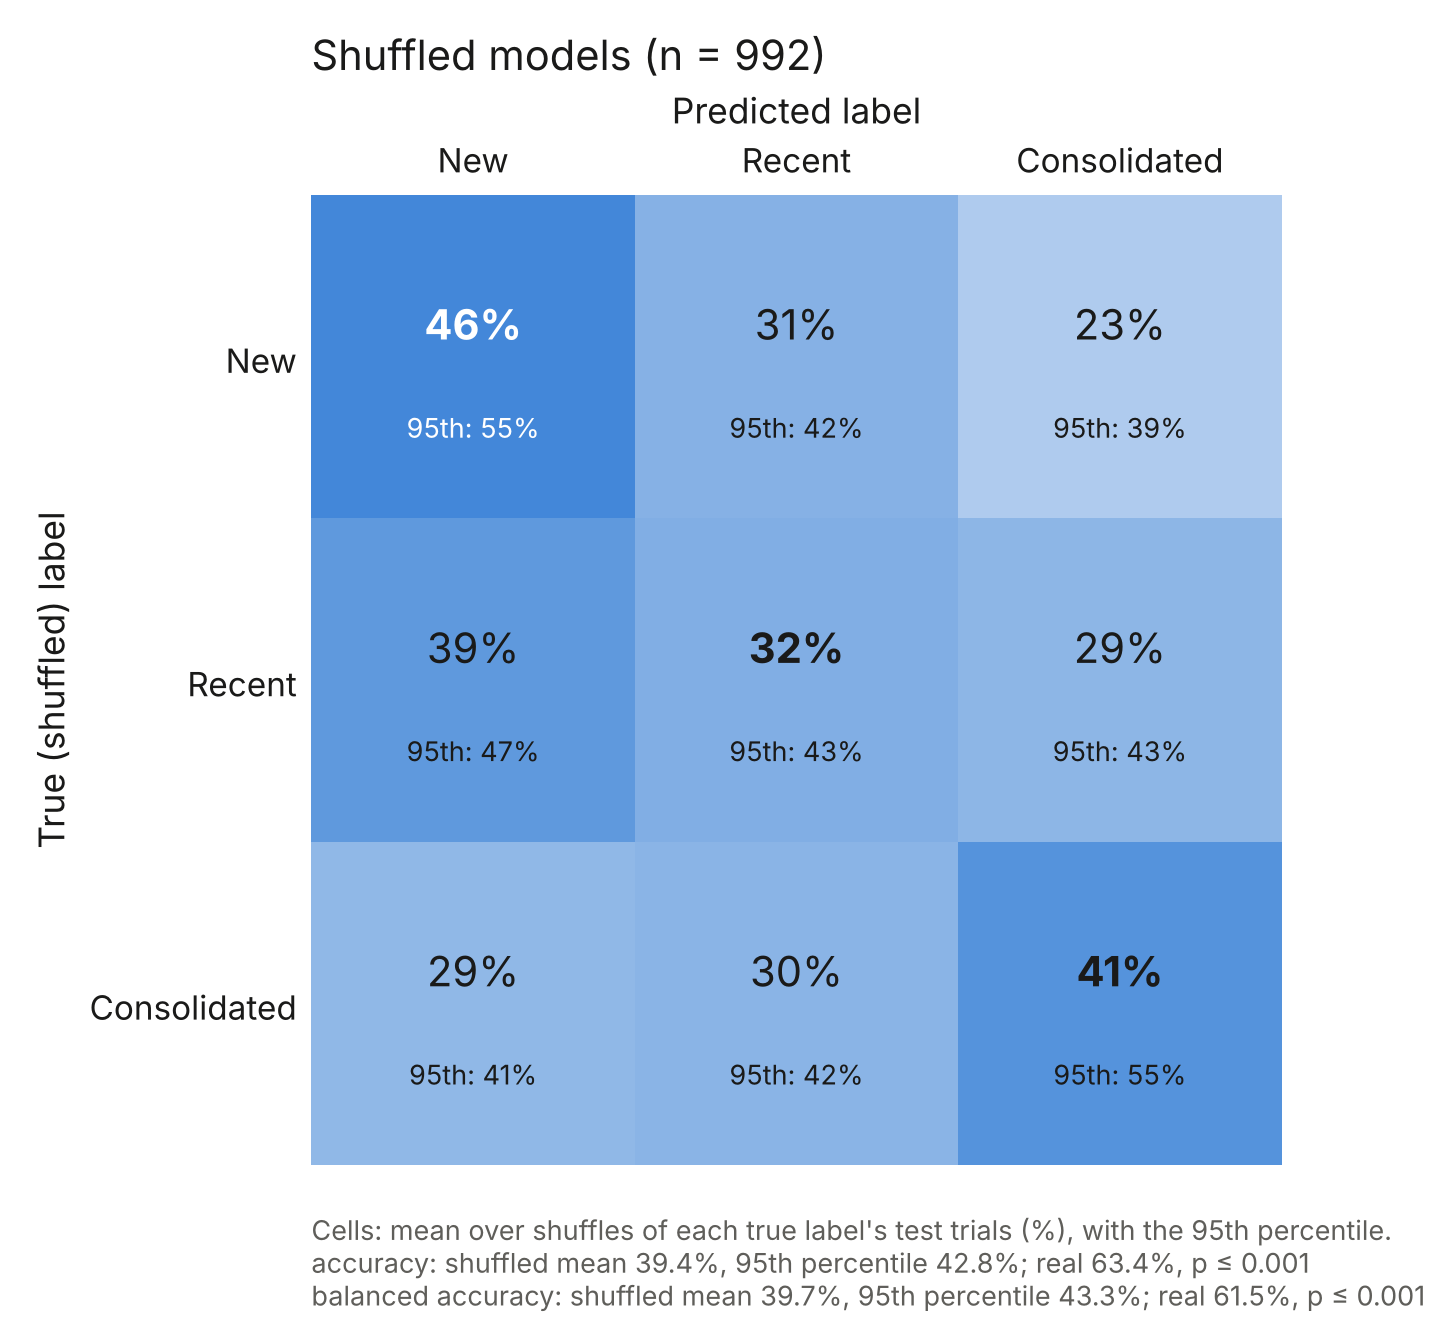 Shuffled models (n = 992)
Predicted label
New Recent Consolidated
True (shuffled) label
New
46% 31% 23%
95th: 55% 95th: 42% 95th: 39%
Recent
39% 32% 29%
95th: 47% 95th: 43% 95th: 43%
Consolidated
29% 30% 41%
95th: 41% 95th: 42% 95th: 55%
Cells: mean over shuffles of each true label's test trials (%), with the 95th percentile.
accuracy: shuffled mean 39.4%, 95th percentile 42.8%; real 63.4%, p ≤ 0.001
balanced accuracy: shuffled mean 39.7%, 95th percentile 43.3%; real 61.5%, p ≤ 0.001